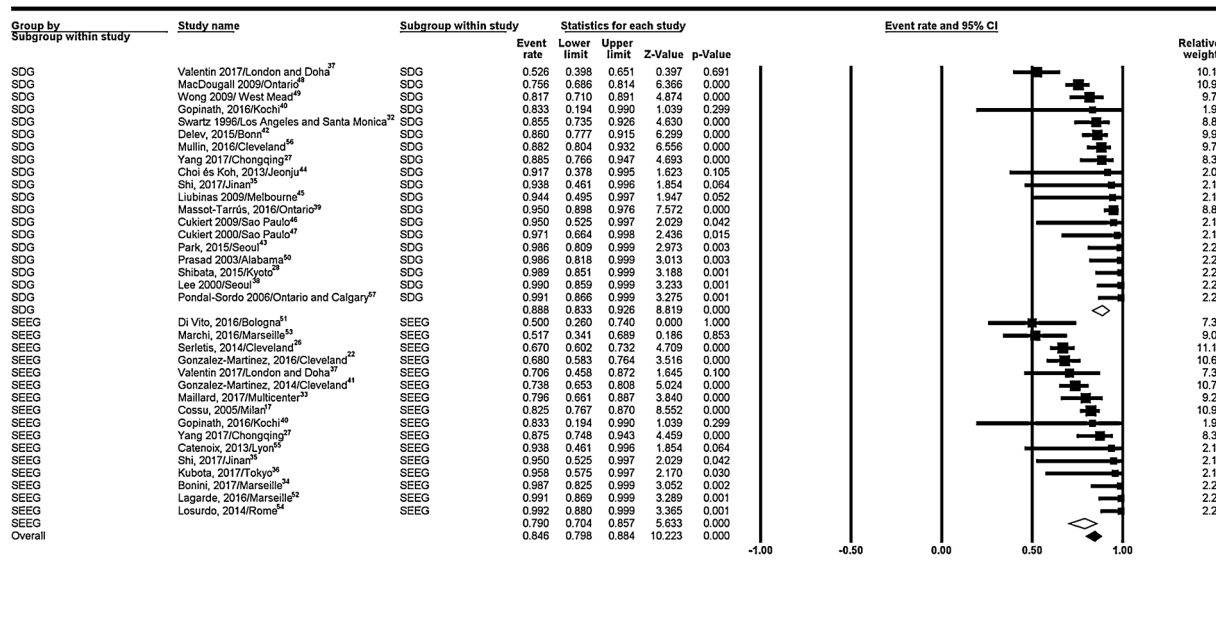 Group by Study name Subgroup within study Statistics for each study Event rate and 95% CI
Subgroup within study
Event Lower Upper Relative
rate limit limit Z-Value p-Value weight
SDG Valentin 2017/London and Doha37 SDG 0.526 0.398 0.651 0.397 0.691 10.1
SDG MacDougall 2009/Ontario48 SDG 0.756 0.686 0.814 6.366 0.000 10.9
SDG Wong 2009/ West Mead49 SDG 0.817 0.710 0.891 4.874 0.000 9.7
SDG Gopinath, 2016/Kochi40 SDG 0.833 0.194 0.990 1.039 0.299 1.9
SDG Swartz 1996/Los Angeles and Santa Monica32 SDG 0.855 0.735 0.926 4.630 0.000 8.8
SDG Delev, 2015/Bonn42 SDG 0.860 0.777 0.915 6.299 0.000 9.9
SDG Mullin, 2016/Cleveland56 SDG 0.882 0.804 0.932 6.556 0.000 9.7
SDG Yang 2017/Chongqing27 SDG 0.885 0.766 0.947 4.693 0.000 8.3
SDG Choi és Koh, 2013/Jeonju44 SDG 0.917 0.378 0.995 1.623 0.105 2.0
SDG Shi, 2017/Jinan35 SDG 0.938 0.461 0.996 1.854 0.064 2.1
SDG Liubinas 2009/Melbourne45 SDG 0.944 0.495 0.997 1.947 0.052 2.1
SDG Massot-Tarrús, 2016/Ontario39 SDG 0.950 0.898 0.976 7.572 0.000 8.8
SDG Cukiert 2009/Sao Paulo46 SDG 0.950 0.525 0.997 2.029 0.042 2.1
SDG Cukiert 2000/Sao Paulo47 SDG 0.971 0.664 0.998 2.436 0.015 2.1
SDG Park, 2015/Seoul43 SDG 0.986 0.809 0.999 2.973 0.003 2.2
SDG Prasad 2003/Alabama50 SDG 0.986 0.818 0.999 3.013 0.003 2.2
SDG Shibata, 2015/Kyoto28 SDG 0.989 0.851 0.999 3.188 0.001 2.2
SDG Lee 2000/Seoul38 SDG 0.990 0.859 0.999 3.233 0.001 2.2
SDG Pondal-Sordo 2006/Ontario and Calgary57 SDG 0.991 0.866 0.999 3.275 0.001 2.2
SDG 0.888 0.833 0.926 8.819 0.000
SEEG Di Vito, 2016/Bologna51 SEEG 0.500 0.260 0.740 0.000 1.000 7.3
SEEG Marchi, 2016/Marseille53 SEEG 0.517 0.341 0.689 0.186 0.853 9.0
SEEG Serletis, 2014/Cleveland26 SEEG 0.670 0.602 0.732 4.709 0.000 11.1
SEEG Gonzalez-Martinez, 2016/Cleveland22 SEEG 0.680 0.583 0.764 3.516 0.000 10.6
SEEG Valentin 2017/London and Doha37 SEEG 0.706 0.458 0.872 1.645 0.100 7.3
SEEG Gonzalez-Martinez, 2014/Cleveland41 SEEG 0.738 0.653 0.808 5.024 0.000 10.7
SEEG Maillard, 2017/Multicenter33 SEEG 0.796 0.661 0.887 3.840 0.000 9.2
SEEG Cossu, 2005/Milan17 SEEG 0.825 0.767 0.870 8.552 0.000 10.9
SEEG Gopinath, 2016/Kochi40 SEEG 0.833 0.194 0.990 1.039 0.299 1.9
SEEG Yang 2017/Chongqing27 SEEG 0.875 0.748 0.943 4.459 0.000 8.3
SEEG Catenoix, 2013/Lyon55 SEEG 0.938 0.461 0.996 1.854 0.064 2.1
SEEG Shi, 2017/Jinan35 SEEG 0.950 0.525 0.997 2.029 0.042 2.1
SEEG Kubota, 2017/Tokyo36 SEEG 0.958 0.575 0.997 2.170 0.030 2.1
SEEG Bonini, 2017/Marseille34 SEEG 0.987 0.825 0.999 3.052 0.002 2.2
SEEG Lagarde, 2016/Marseille52 SEEG 0.991 0.869 0.999 3.289 0.001 2.2
SEEG Losurdo, 2014/Rome54 SEEG 0.992 0.880 0.999 3.365 0.001 2.2
SEEG 0.790 0.704 0.857 5.633 0.000
Overall 0.846 0.798 0.884 10.223 0.000
-1.00 -0.50 0.00 0.50 1.00